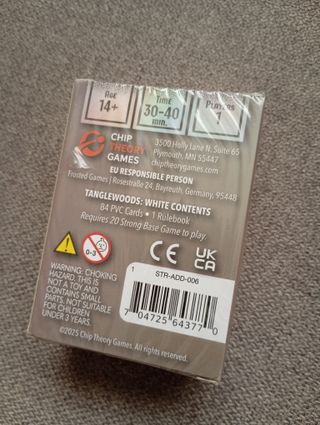 AGE
14+
TIME
30-40
min.
PLAYERS
1
CHIP
THEORY
GAMES
3500 Holly Lane N, Suite 65
Plymouth, MN 55447
chiptheorygames.com
EU RESPONSIBLE PERSON
Frosted Games | Rosestraße 24, Bayreuth, Germany, 95448
TANGLEWOODS: WHITE CONTENTS
84 PVC Cards • 1 Rulebook
Requires 20 Strong Base Game to play.
0-3
CE
UK
CA
WARNING: CHOKING
HAZARD. THIS IS
NOT A TOY AND
CONTAINS SMALL
PARTS. NOT SUITABLE
FOR CHILDREN
UNDER 3 YEARS.
1
STR-ADD-006
7 04725 64377 0
©2025 Chip Theory Games. All rights reserved.